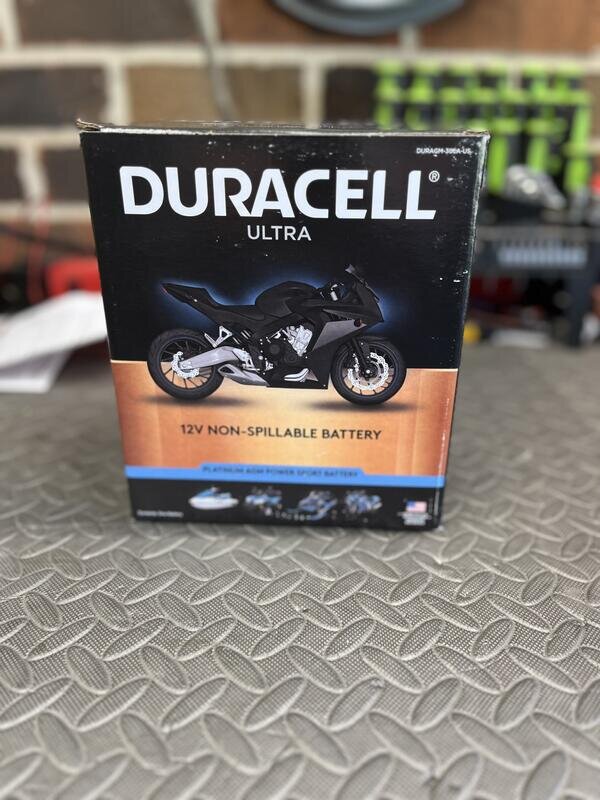 DURACELL®
ULTRA
12V NON-SPILLABLE BATTERY
PLATINUM AGM POWER SPORT BATTERY